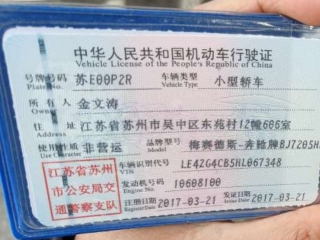 中华人民共和国机动车行驶证
Vehicle License of the People's Republic of China
号牌号码 苏E00P2R 车辆类型 小型轿车
Plate No. Vehicle Type
所有人 金文涛
Owner
住址 江苏省苏州市吴中区东苑村12幢606室
Address
使用性质 非营运 品牌型号 梅赛德斯-奔驰牌BJ720
Use Character Model
江苏省苏州市公安局交通警察支队
车辆识别代号 LE4ZG4CB5HL067348
VIN
发动机号码 10608100
Engine No.
注册日期 2017-03-21 发证日期 2017-03-21
Register Date Issue Date